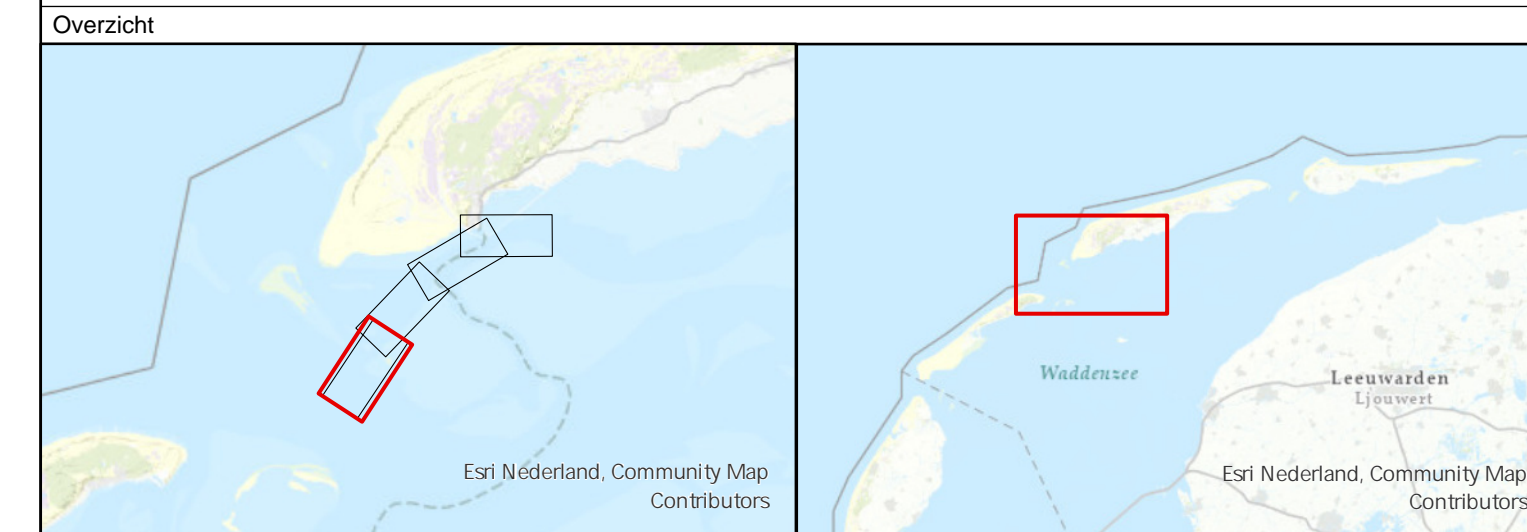 Overzicht
Esri Nederland, Community Map
Contributors
Waddenzee
Leeuwarden
Ljouwert
Esri Nederland, Community Map
Contributors